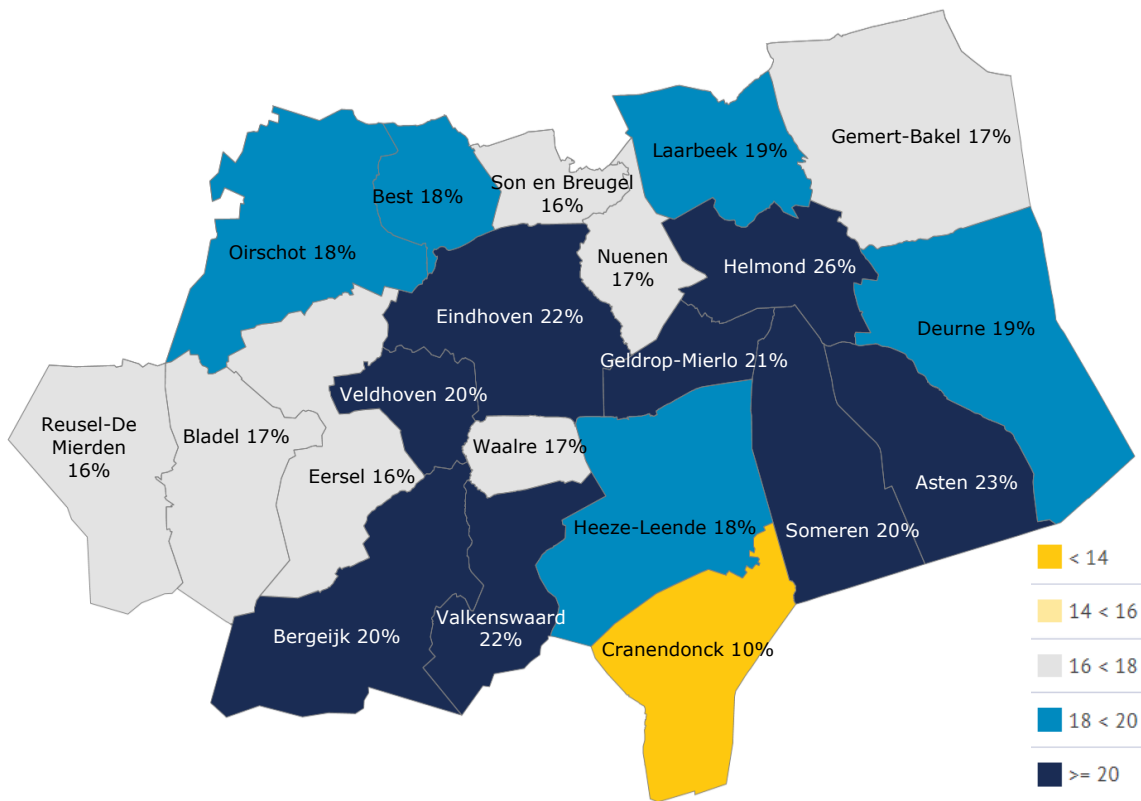 Gemert-Bakel 17%
Laarbeek 19%
Son en Breugel
16%
Best 18%
Oirschot 18%
Nuenen
17%
Helmond 26%
Eindhoven 22%
Deurne 19%
Geldrop-Mierlo 21%
Veldhoven 20%
Reusel-De
Mierden
16%
Bladel 17%
Waalre 17%
Eersel 16%
Asten 23%
Heeze-Leende 18%
Someren 20%
Valkenswaard
22%
Bergeijk 20%
Cranendonck 10%
< 14
14 < 16
16 < 18
18 < 20
>= 20